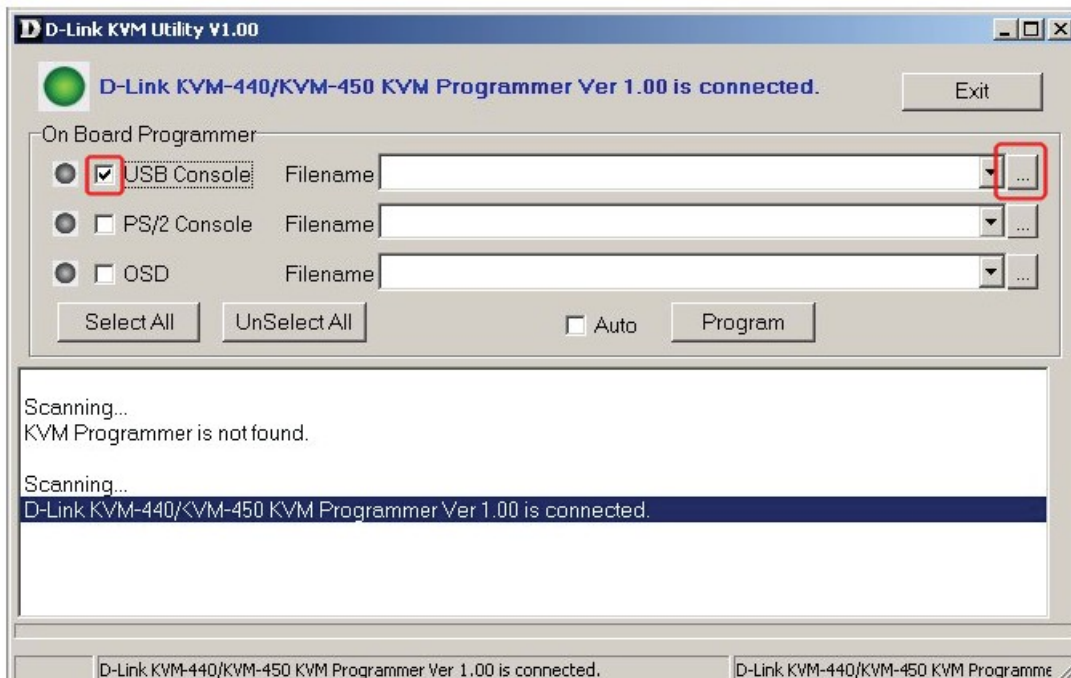 D-Link KVM Utility V1.00
D-Link KVM-440/KVM-450 KVM Programmer Ver 1.00 is connected.
Exit
On Board Programmer
USB Console Filename ...
PS/2 Console Filename ...
OSD Filename ...
Select All UnSelect All Auto Program
Scanning...
KVM Programmer is not found.
Scanning...
D-Link KVM-440/KVM-450 KVM Programmer Ver 1.00 is connected.
D-Link KVM-440/KVM-450 KVM Programmer Ver 1.00 is connected. D-Link KVM-440/KVM-450 KVM Programme